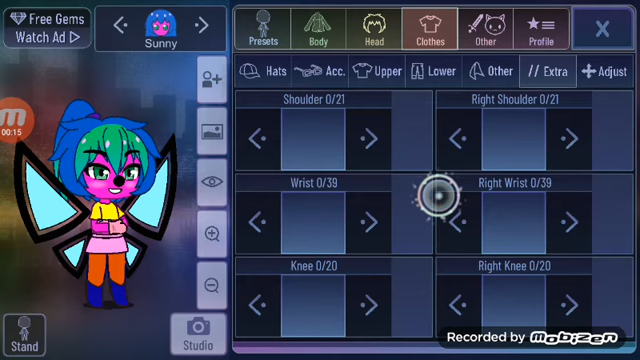 Free Gems
Watch Ad
Sunny
Presets
Body
Head
Clothes
Other
Profile
X
Hats
Acc.
Upper
Lower
Other
Extra
Adjust
00:15
Shoulder 0/21
Right Shoulder 0/21
Wrist 0/39
Right Wrist 0/39
Knee 0/20
Right Knee 0/20
Stand
Studio
Recorded by Mobizen